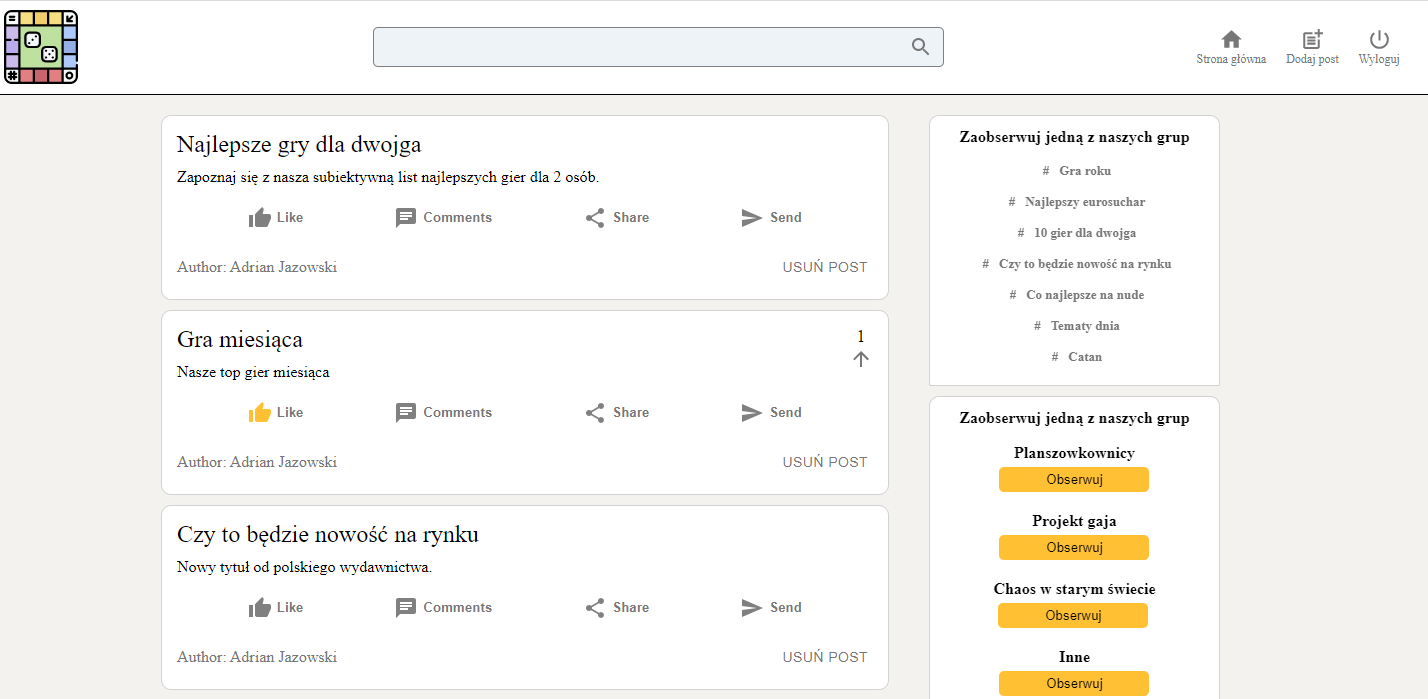 Strona główna
Dodaj post
Wyloguj
Najlepsze gry dla dwojga
Zapoznaj się z nasza subiektywną list najlepszych gier dla 2 osób.
Like
Comments
Share
Send
Author: Adrian Jazowski
USUŃ POST
Gra miesiąca
1
Nasze top gier miesiąca
Like
Comments
Share
Send
Author: Adrian Jazowski
USUŃ POST
Czy to będzie nowość na rynku
Nowy tytuł od polskiego wydawnictwa.
Like
Comments
Share
Send
Author: Adrian Jazowski
USUŃ POST
Zaobserwuj jedną z naszych grup
# Gra roku
# Najlepszy eurosuchar
# 10 gier dla dwojga
# Czy to będzie nowość na rynku
# Co najlepsze na nude
# Tematy dnia
# Catan
Zaobserwuj jedną z naszych grup
Planszowkownicy
Obserwuj
Projekt gaja
Obserwuj
Chaos w starym świecie
Obserwuj
Inne
Obserwuj